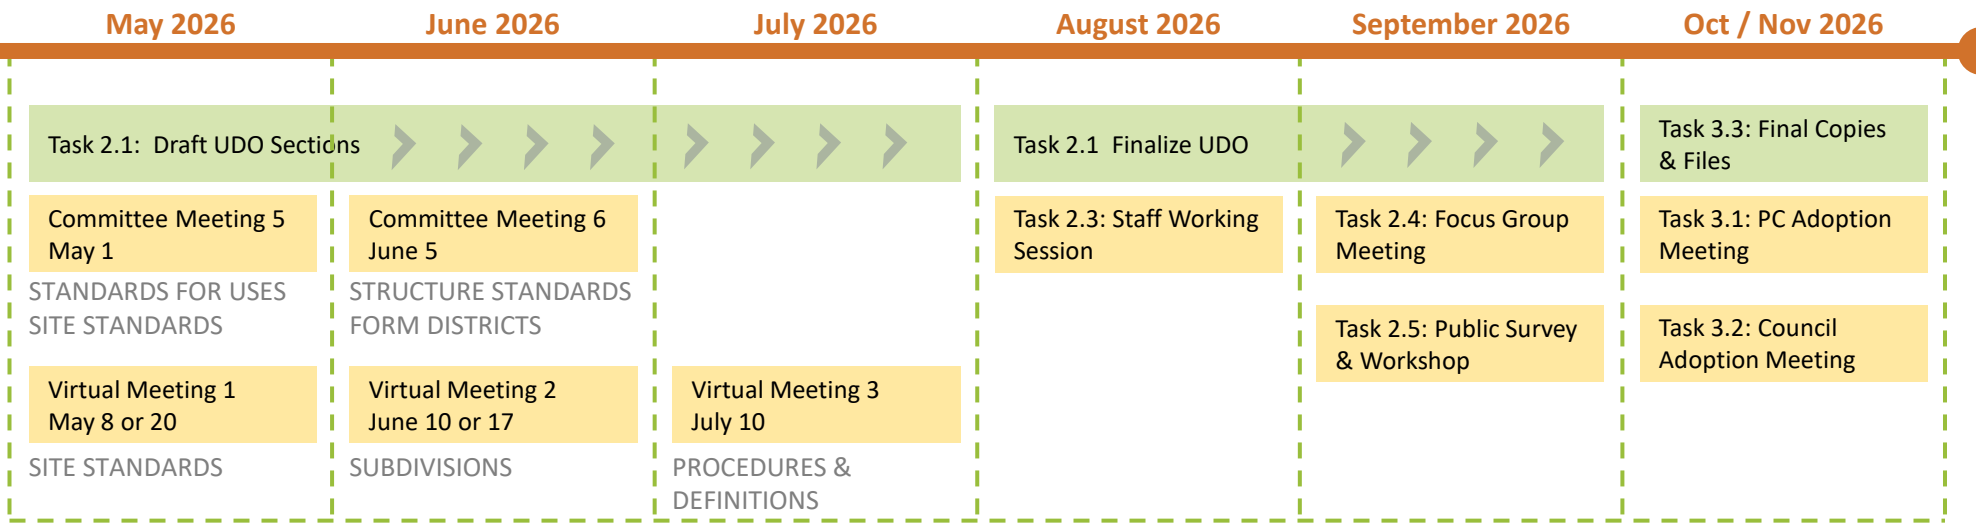 May 2026
June 2026
July 2026
August 2026
September 2026
Oct / Nov 2026
Task 2.1: Draft UDO Sections
Task 2.1 Finalize UDO
Task 3.3: Final Copies
& Files
Committee Meeting 5
May 1
Committee Meeting 6
June 5
Task 2.3: Staff Working
Session
Task 2.4: Focus Group
Meeting
Task 3.1: PC Adoption
Meeting
STANDARDS FOR USES
SITE STANDARDS
STRUCTURE STANDARDS
FORM DISTRICTS
Task 2.5: Public Survey
& Workshop
Task 3.2: Council
Adoption Meeting
Virtual Meeting 1
May 8 or 20
Virtual Meeting 2
June 10 or 17
Virtual Meeting 3
July 10
SITE STANDARDS
SUBDIVISIONS
PROCEDURES &
DEFINITIONS